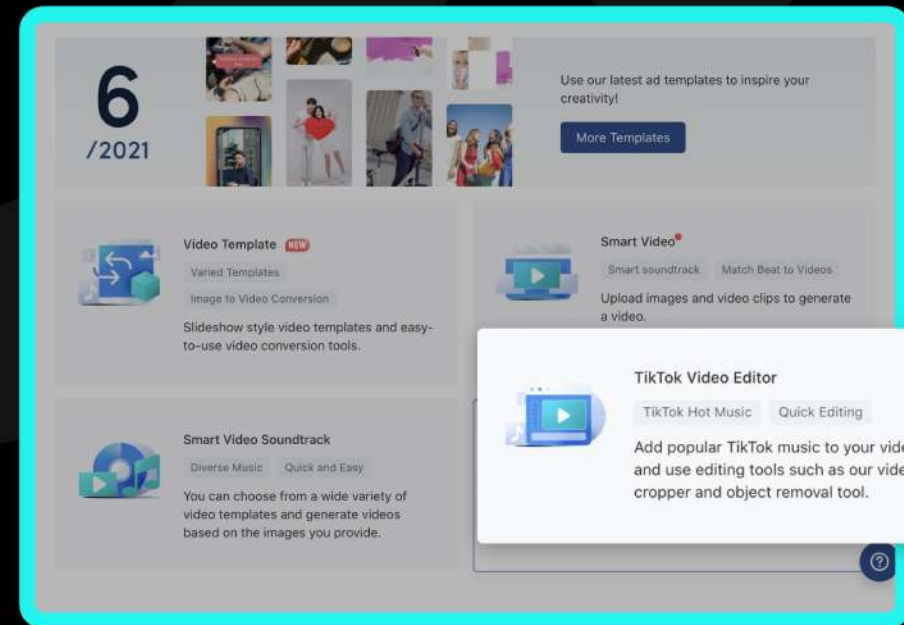 6
/2021
Use our latest ad templates to inspire your
creativity!
More Templates
Video Template NEW
Varied Templates
Image to Video Conversion
Slideshow style video templates and easy-
to-use video conversion tools.
Smart Video
Smart soundtrack Match Beat to Videos
Upload images and video clips to generate
a video.
Smart Video Soundtrack
Diverse Music Quick and Easy
You can choose from a wide variety of
video templates and generate videos
based on the images you provide.
TikTok Video Editor
TikTok Hot Music Quick Editing
Add popular TikTok music to your vide
and use editing tools such as our vide
cropper and object removal tool.